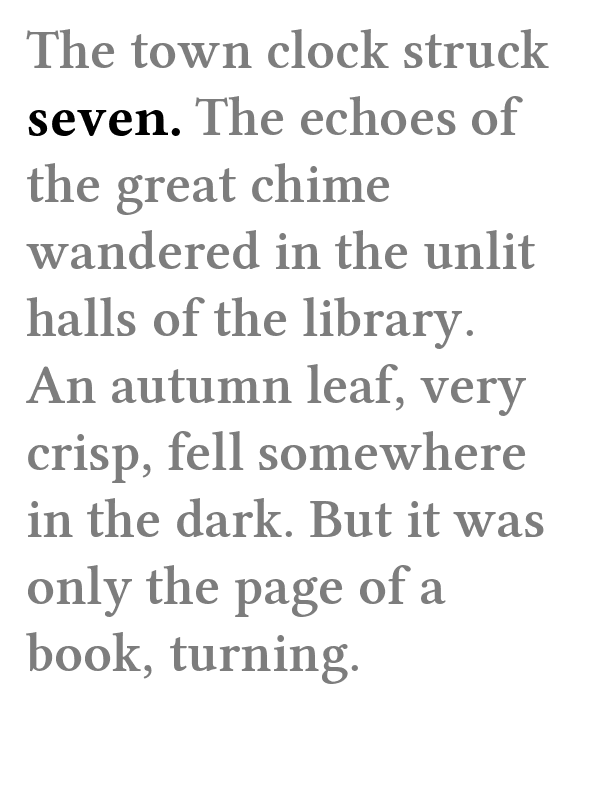 The town clock struck
seven. The echoes of
the great chime
wandered in the unlit
halls of the library.
An autumn leaf, very
crisp, fell somewhere
in the dark. But it was
only the page of a
book, turning.